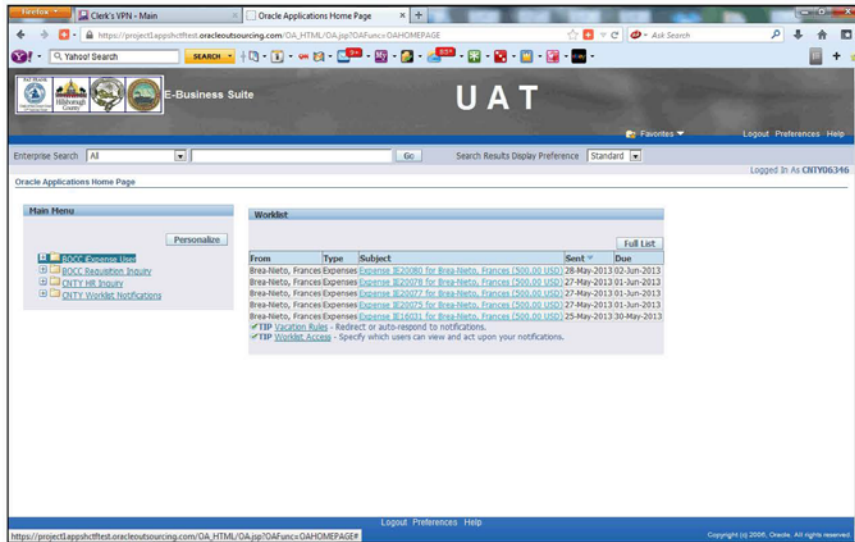 Firefox
Clerk's VPN - Main
Oracle Applications Home Page
https://project1appshctftest.oracleoutsourcing.com/OA_HTML/OA.jsp?OAFunc=OAHOMEPAGE
Ask Search
Yahoo! Search
SEARCH
E-Business Suite
UAT
Hillsborough County
Favorites
Logout Preferences Help
Enterprise Search All Go Search Results Display Preference Standard
Logged In As CNTY06346
Oracle Applications Home Page
Main Menu
Personalize
BOCC iExpense User
BOCC Requisition Inquiry
CNTY HR Inquiry
CNTY Worklist Notifications
Worklist
Full List
From Type Subject Sent Due
Brea-Nieto, Frances Expenses Expense IE20080 for Brea-Nieto, Frances (500.00 USD) 28-May-2013 02-Jun-2013
Brea-Nieto, Frances Expenses Expense IE20078 for Brea-Nieto, Frances (500.00 USD) 27-May-2013 01-Jun-2013
Brea-Nieto, Frances Expenses Expense IE20077 for Brea-Nieto, Frances (500.00 USD) 27-May-2013 01-Jun-2013
Brea-Nieto, Frances Expenses Expense IE20075 for Brea-Nieto, Frances (500.00 USD) 27-May-2013 01-Jun-2013
Brea-Nieto, Frances Expenses Expense IE16031 for Brea-Nieto, Frances (500.00 USD) 25-May-2013 30-May-2013
TIP Vacation Rules - Redirect or auto-respond to notifications.
TIP Worklist Access - Specify which users can view and act upon your notifications.
Logout Preferences Help
https://project1appshctftest.oracleoutsourcing.com/OA_HTML/OA.jsp?OAFunc=OAHOMEPAGE#
Copyright (c) 2006, Oracle. All rights reserved.